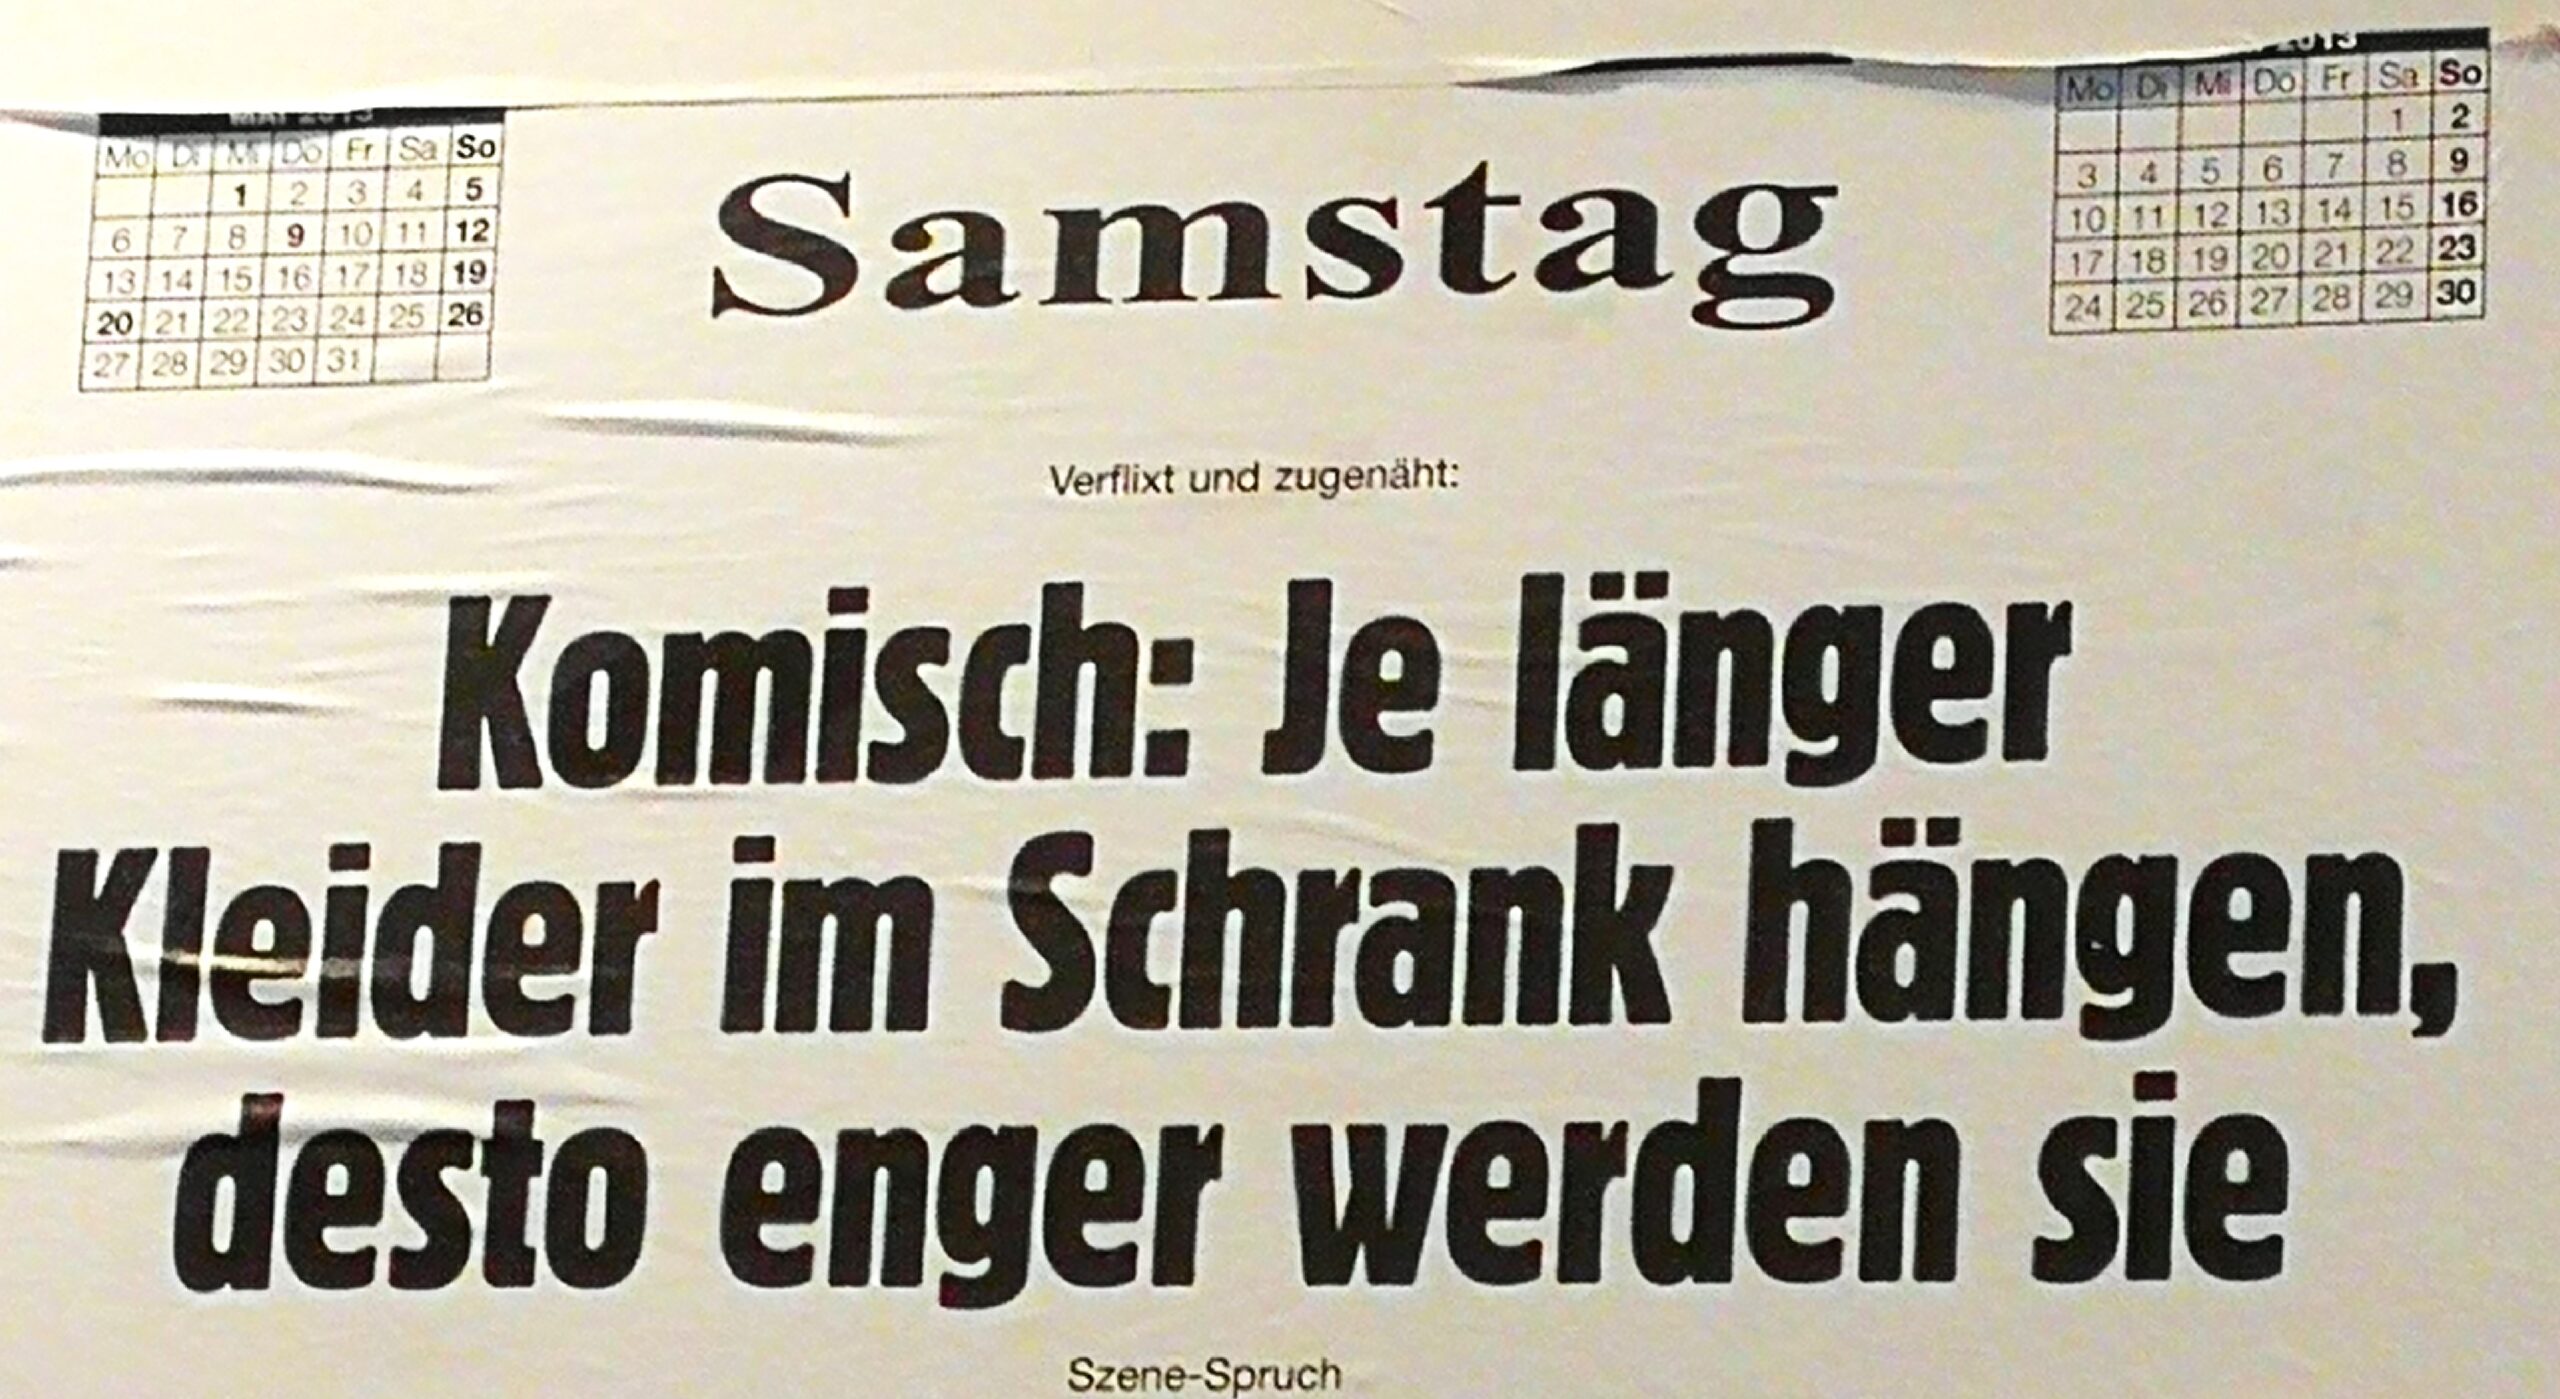 MAI 2013
Mo Di Mi Do Fr Sa So
1 2 3 4 5
6 7 8 9 10 11 12
13 14 15 16 17 18 19
20 21 22 23 24 25 26
27 28 29 30 31
Samstag
2013
Mo Di Mi Do Fr Sa So
1 2
3 4 5 6 7 8 9
10 11 12 13 14 15 16
17 18 19 20 21 22 23
24 25 26 27 28 29 30
Verflixt und zugenäht:
Komisch: Je länger
Kleider im Schrank hängen,
desto enger werden sie
Szene-Spruch